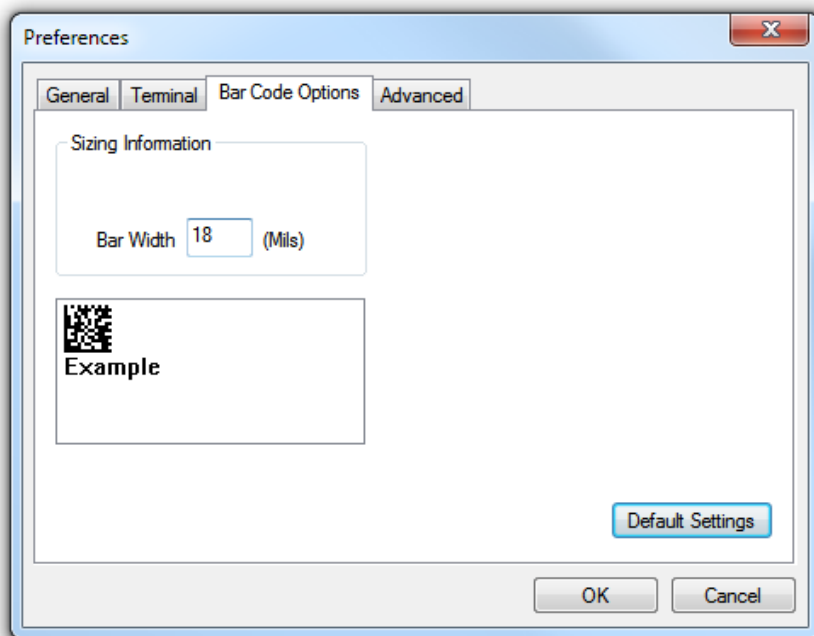 Preferences
General Terminal Bar Code Options Advanced
Sizing Information
Bar Width 18 (Mils)
Example
Default Settings
OK Cancel